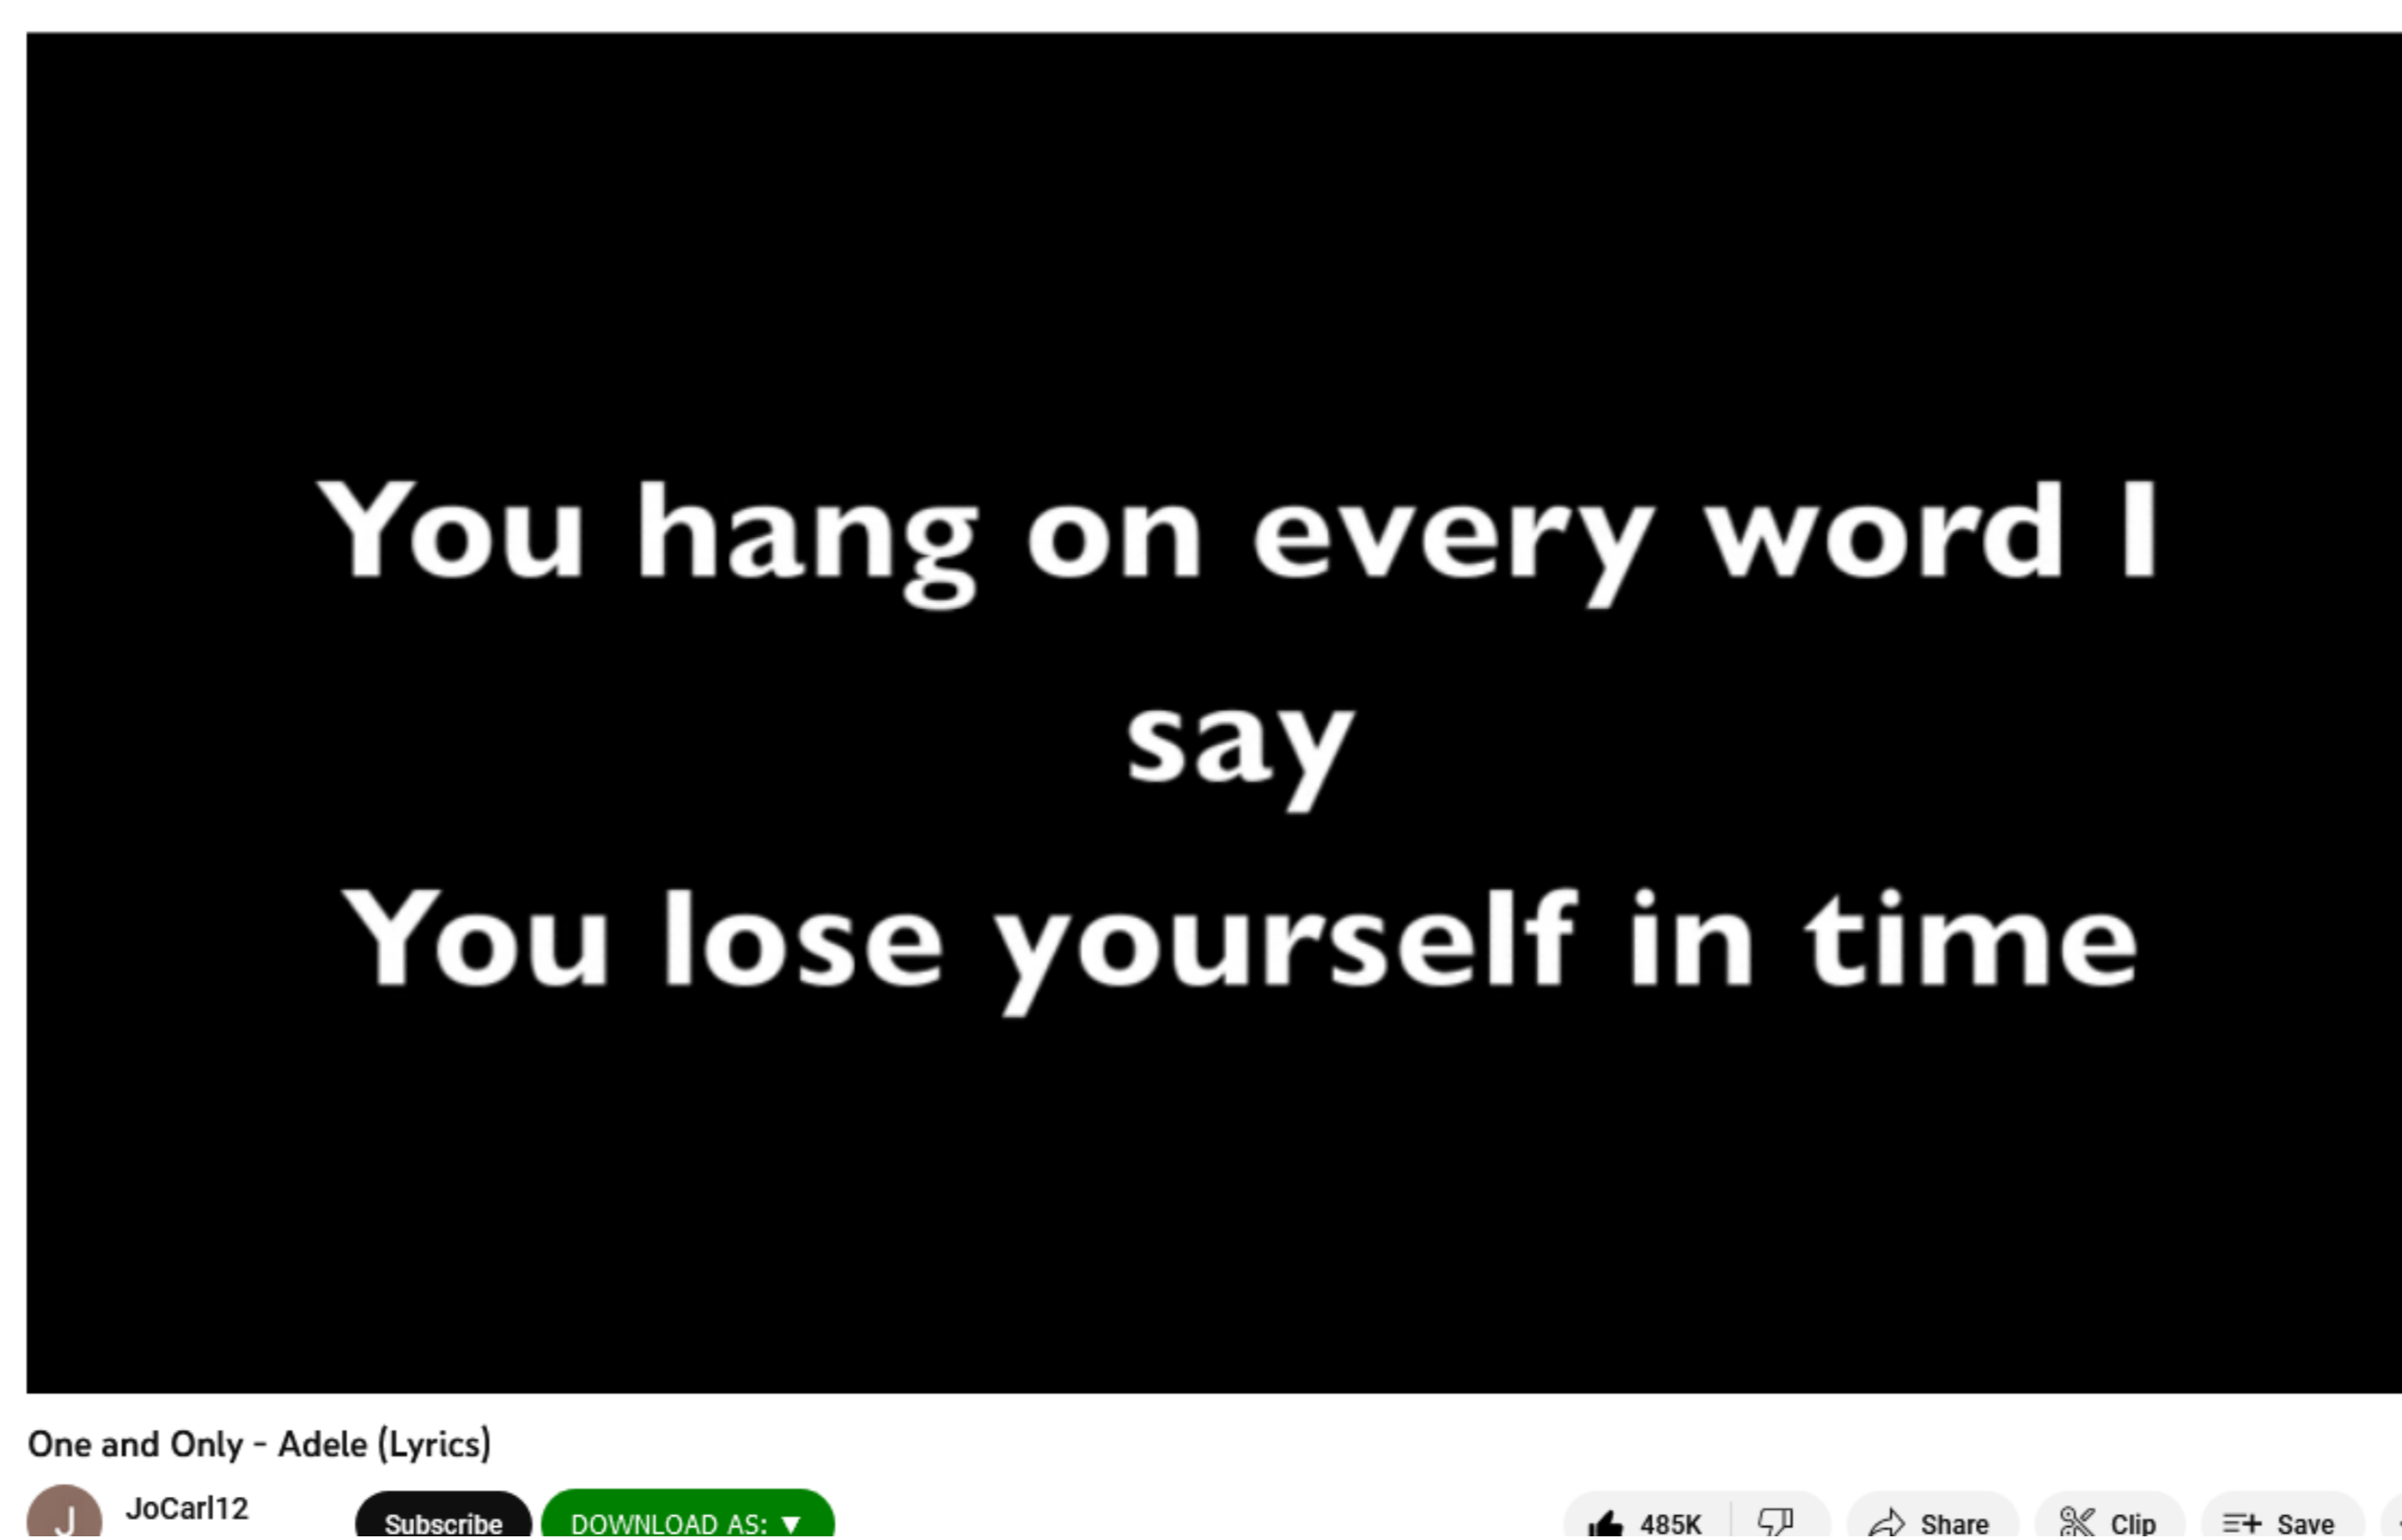 You hang on every word I
say
You lose yourself in time
One and Only - Adele (Lyrics)
J
JoCarl12
Subscribe
DOWNLOAD AS: ▼
485K
Share
Clip
Save